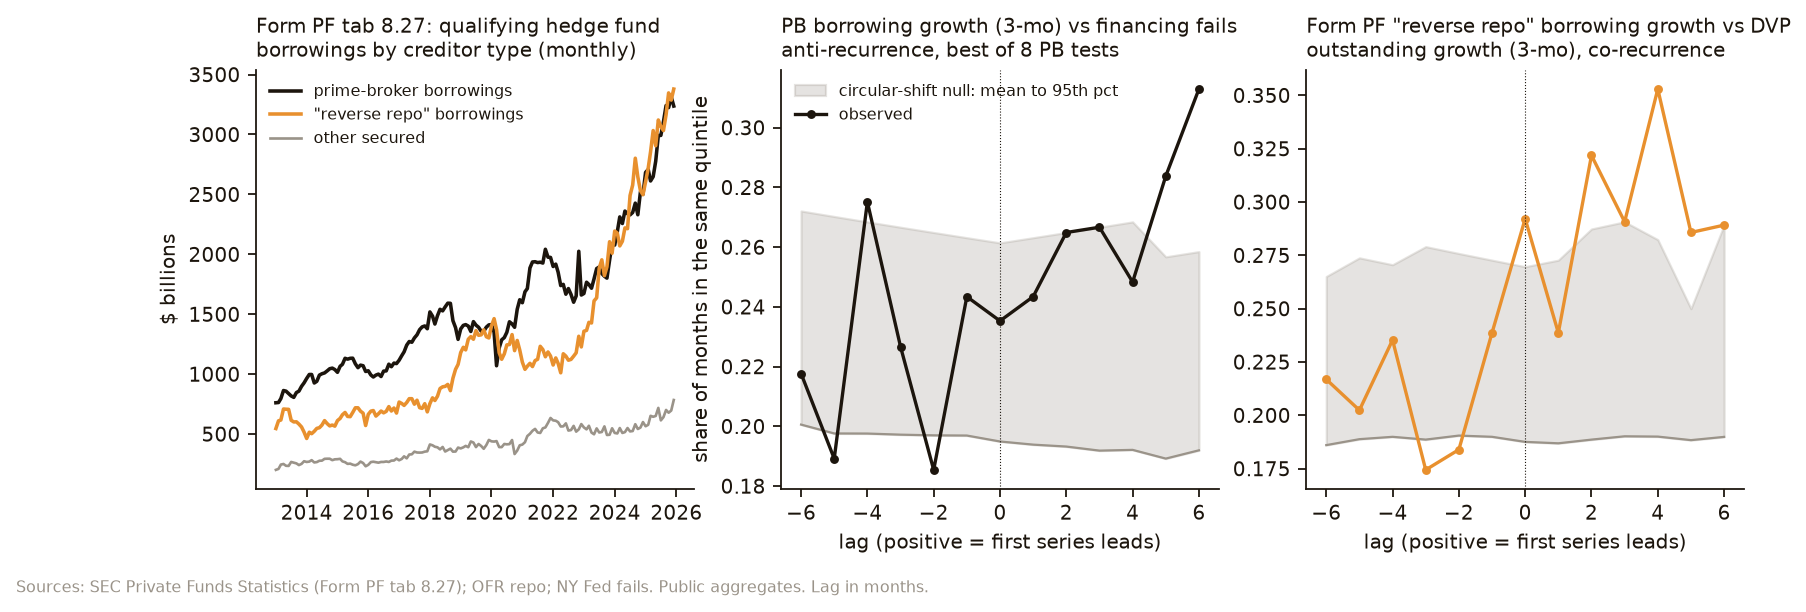 Form PF tab 8.27: qualifying hedge fund
borrowings by creditor type (monthly)
prime-broker borrowings
"reverse repo" borrowings
other secured
$ billions
3500
3000
2500
2000
1500
1000
500
2014 2016 2018 2020 2022 2024 2026
PB borrowing growth (3-mo) vs financing fails
anti-recurrence, best of 8 PB tests
circular-shift null: mean to 95th pct
observed
share of months in the same quintile
0.30
0.28
0.26
0.24
0.22
0.20
0.18
−6 −4 −2 0 2 4 6
lag (positive = first series leads)
Form PF "reverse repo" borrowing growth vs DVP
outstanding growth (3-mo), co-recurrence
0.350
0.325
0.300
0.275
0.250
0.225
0.200
0.175
−6 −4 −2 0 2 4 6
lag (positive = first series leads)
Sources: SEC Private Funds Statistics (Form PF tab 8.27); OFR repo; NY Fed fails. Public aggregates. Lag in months.